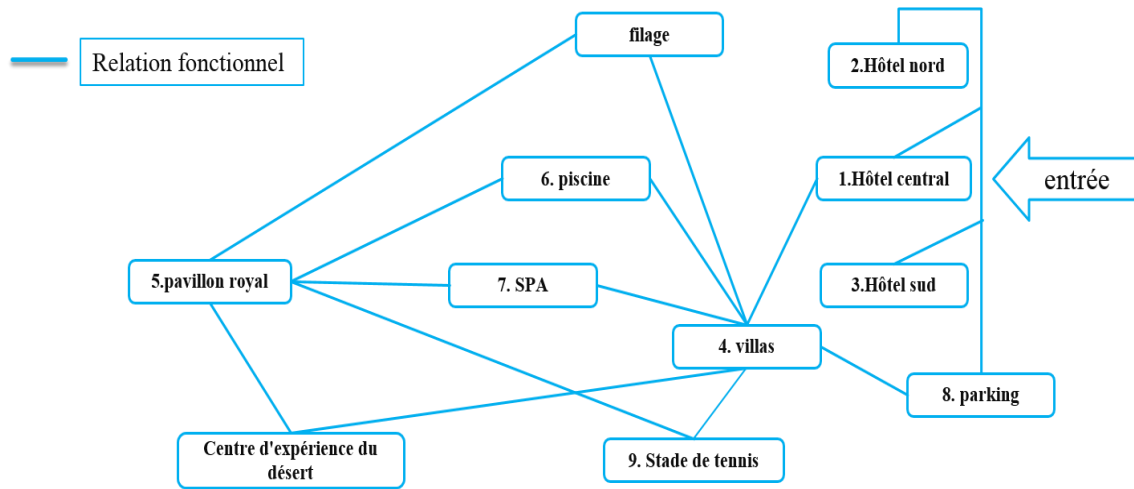 filage
Relation fonctionnel
2.Hôtel nord
6. piscine
1.Hôtel central
entrée
5.pavillon royal
7. SPA
3.Hôtel sud
4. villas
8. parking
Centre d'expérience du
désert
9. Stade de tennis